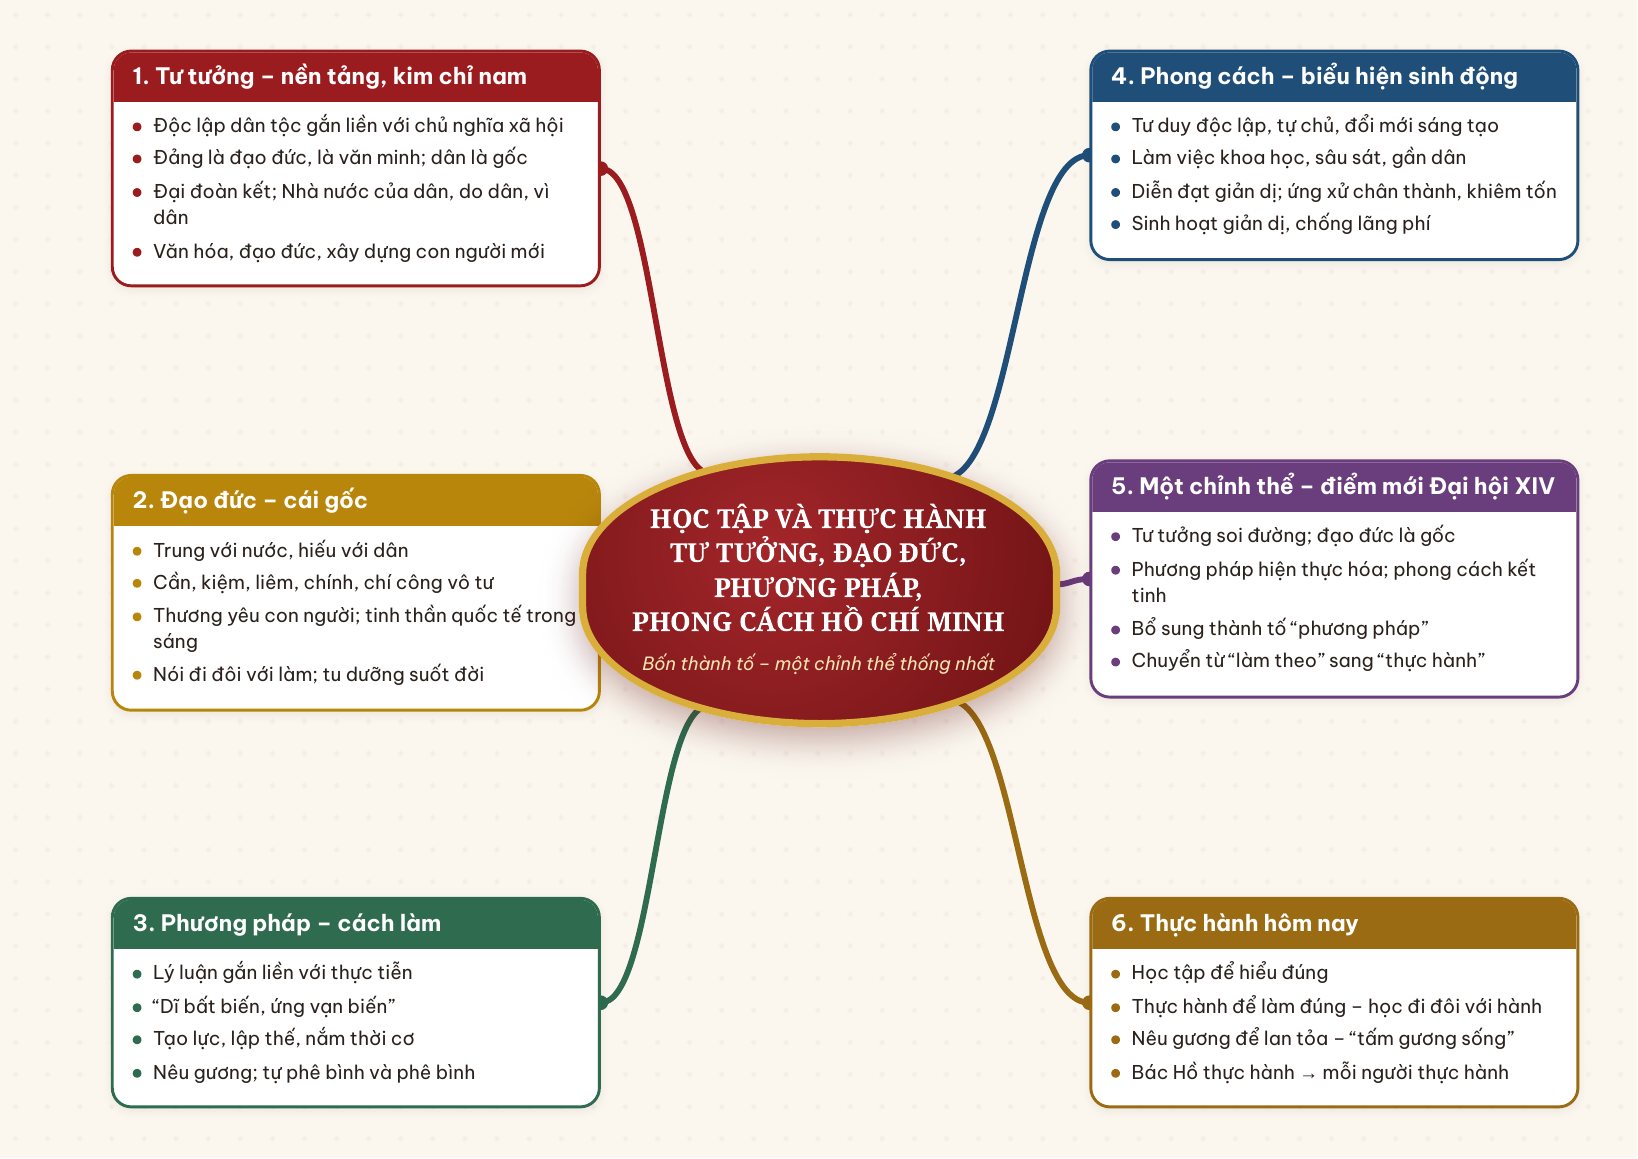 1. Tư tưởng – nền tảng, kim chỉ nam
Độc lập dân tộc gắn liền với chủ nghĩa xã hội
Đảng là đạo đức, là văn minh; dân là gốc
Đại đoàn kết; Nhà nước của dân, do dân, vì
dân
Văn hóa, đạo đức, xây dựng con người mới
2. Đạo đức – cái gốc
Trung với nước, hiếu với dân
Cần, kiệm, liêm, chính, chí công vô tư
Thương yêu con người; tinh thần quốc tế trong
sáng
Nói đi đôi với làm; tu dưỡng suốt đời
3. Phương pháp – cách làm
Lý luận gắn liền với thực tiễn
“Dĩ bất biến, ứng vạn biến”
Tạo lực, lập thế, nắm thời cơ
Nêu gương; tự phê bình và phê bình
HỌC TẬP VÀ THỰC HÀNH
TƯ TƯỞNG, ĐẠO ĐỨC,
PHƯƠNG PHÁP,
PHONG CÁCH HỒ CHÍ MINH
Bốn thành tố – một chỉnh thể thống nhất
4. Phong cách – biểu hiện sinh động
Tư duy độc lập, tự chủ, đổi mới sáng tạo
Làm việc khoa học, sâu sát, gần dân
Diễn đạt giản dị; ứng xử chân thành, khiêm tốn
Sinh hoạt giản dị, chống lãng phí
5. Một chỉnh thể – điểm mới Đại hội XIV
Tư tưởng soi đường; đạo đức là gốc
Phương pháp hiện thực hóa; phong cách kết
tinh
Bổ sung thành tố “phương pháp”
Chuyển từ “làm theo” sang “thực hành”
6. Thực hành hôm nay
Học tập để hiểu đúng
Thực hành để làm đúng – học đi đôi với hành
Nêu gương để lan tỏa – “tấm gương sống”
Bác Hồ thực hành → mỗi người thực hành